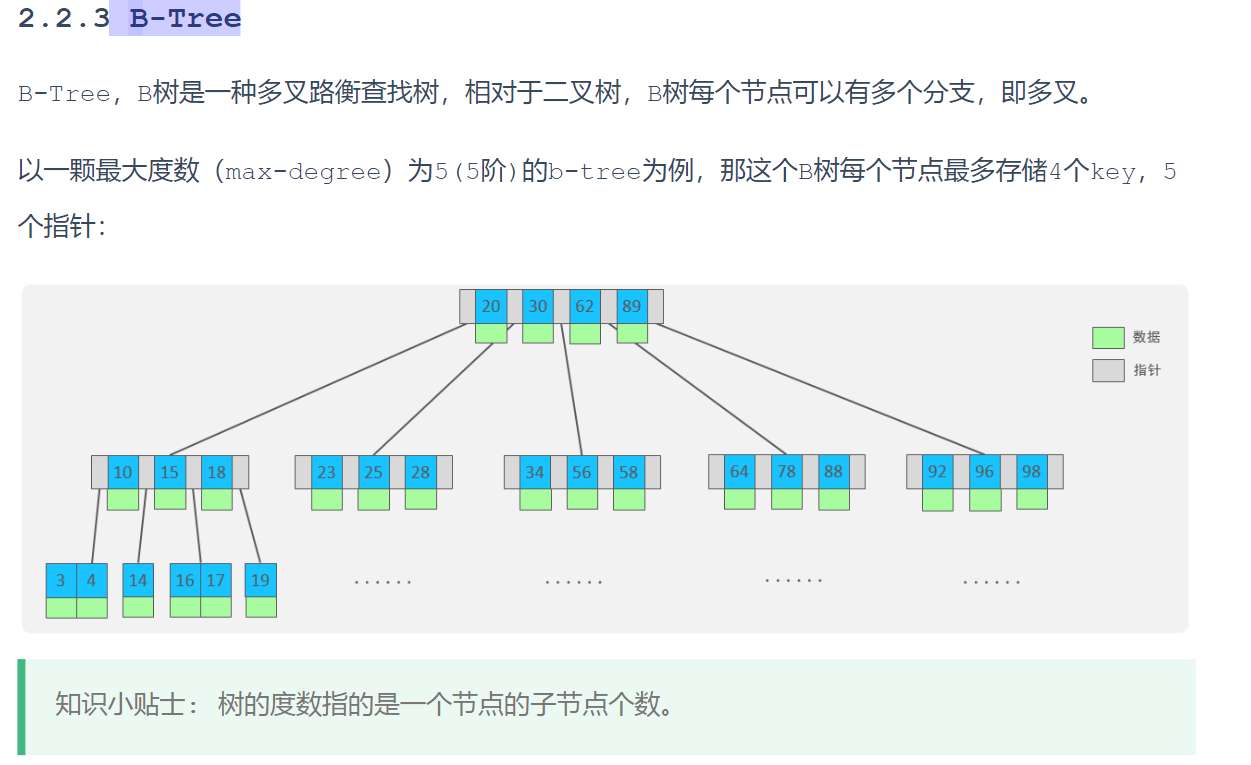 2.2.3 B-Tree
B-Tree，B树是一种多叉路衡查找树，相对于二叉树，B树每个节点可以有多个分支，即多叉。
以一颗最大度数（max-degree）为5(5阶)的b-tree为例，那这个B树每个节点最多存储4个key，5
个指针：
20 30 62 89
数据
指针
10 15 18 23 25 28 34 56 58 64 78 88 92 96 98
3 4 14 16 17 19 ...... ...... ...... ......
知识小贴士： 树的度数指的是一个节点的子节点个数。